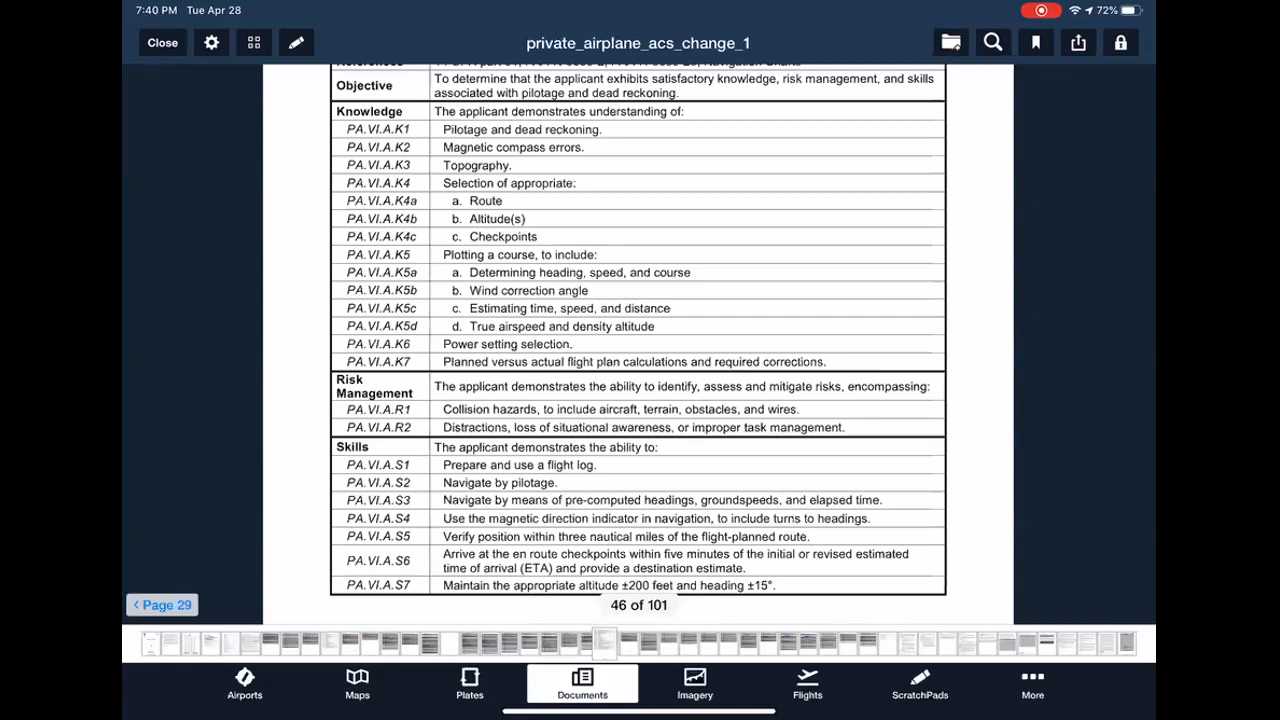 7:40 PM Tue Apr 28
72%
Close
private_airplane_acs_change_1
References
Objective To determine that the applicant exhibits satisfactory knowledge, risk management, and skills
associated with pilotage and dead reckoning.
Knowledge The applicant demonstrates understanding of:
PA.VI.A.K1 Pilotage and dead reckoning.
PA.VI.A.K2 Magnetic compass errors.
PA.VI.A.K3 Topography.
PA.VI.A.K4 Selection of appropriate:
PA.VI.A.K4a a. Route
PA.VI.A.K4b b. Altitude(s)
PA.VI.A.K4c c. Checkpoints
PA.VI.A.K5 Plotting a course, to include:
PA.VI.A.K5a a. Determining heading, speed, and course
PA.VI.A.K5b b. Wind correction angle
PA.VI.A.K5c c. Estimating time, speed, and distance
PA.VI.A.K5d d. True airspeed and density altitude
PA.VI.A.K6 Power setting selection.
PA.VI.A.K7 Planned versus actual flight plan calculations and required corrections.
Risk
Management The applicant demonstrates the ability to identify, assess and mitigate risks, encompassing:
PA.VI.A.R1 Collision hazards, to include aircraft, terrain, obstacles, and wires.
PA.VI.A.R2 Distractions, loss of situational awareness, or improper task management.
Skills The applicant demonstrates the ability to:
PA.VI.A.S1 Prepare and use a flight log.
PA.VI.A.S2 Navigate by pilotage.
PA.VI.A.S3 Navigate by means of pre-computed headings, groundspeeds, and elapsed time.
PA.VI.A.S4 Use the magnetic direction indicator in navigation, to include turns to headings.
PA.VI.A.S5 Verify position within three nautical miles of the flight-planned route.
PA.VI.A.S6 Arrive at the en route checkpoints within five minutes of the initial or revised estimated
time of arrival (ETA) and provide a destination estimate.
PA.VI.A.S7 Maintain the appropriate altitude ±200 feet and heading ±15°.
Page 29
46 of 101
Airports
Maps
Plates
Documents
Imagery
Flights
ScratchPads
More